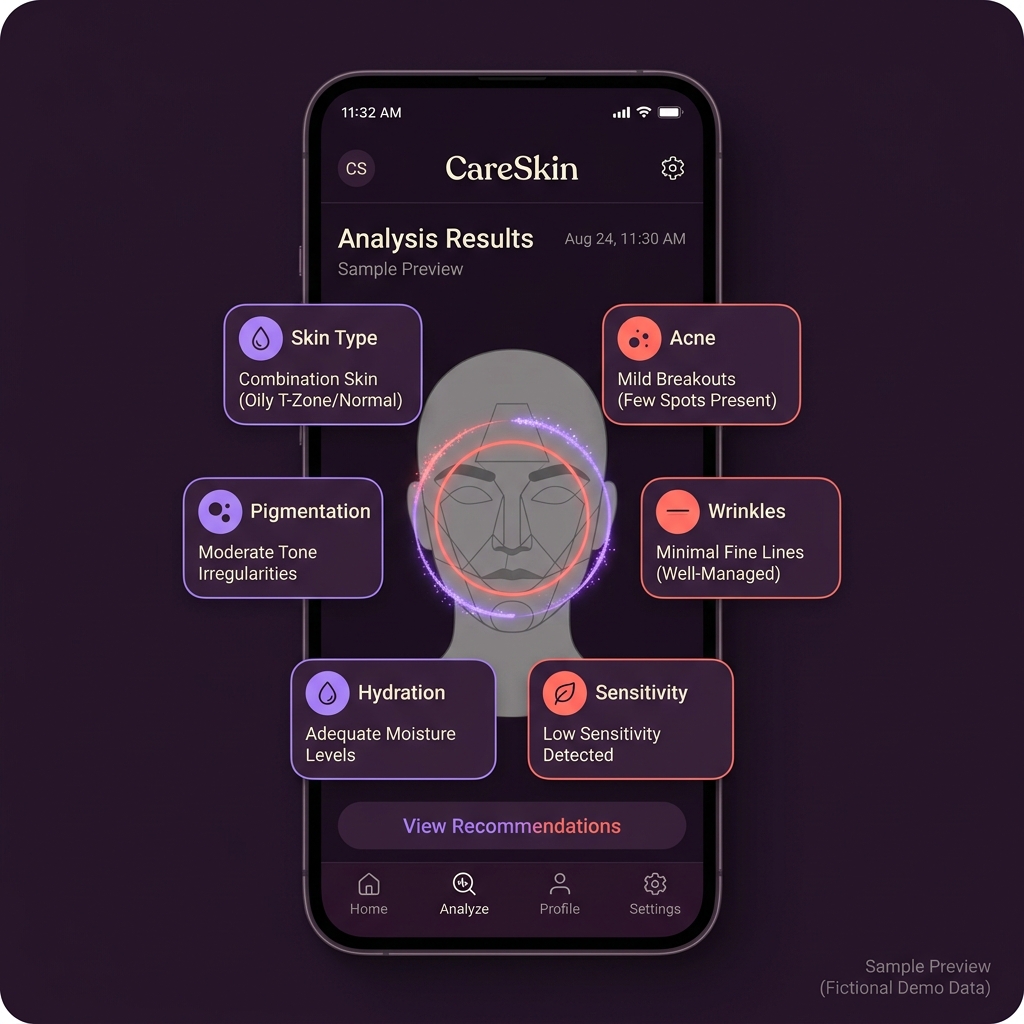 11:32 AM
CS
CareSkin
Analysis Results
Aug 24, 11:30 AM
Sample Preview
Skin Type
Combination Skin
(Oily T-Zone/Normal)
Acne
Mild Breakouts
(Few Spots Present)
Pigmentation
Moderate Tone
Irregularities
Wrinkles
Minimal Fine Lines
(Well-Managed)
Hydration
Adequate Moisture
Levels
Sensitivity
Low Sensitivity
Detected
View Recommendations
Home
Analyze
Profile
Settings
Sample Preview
(Fictional Demo Data)